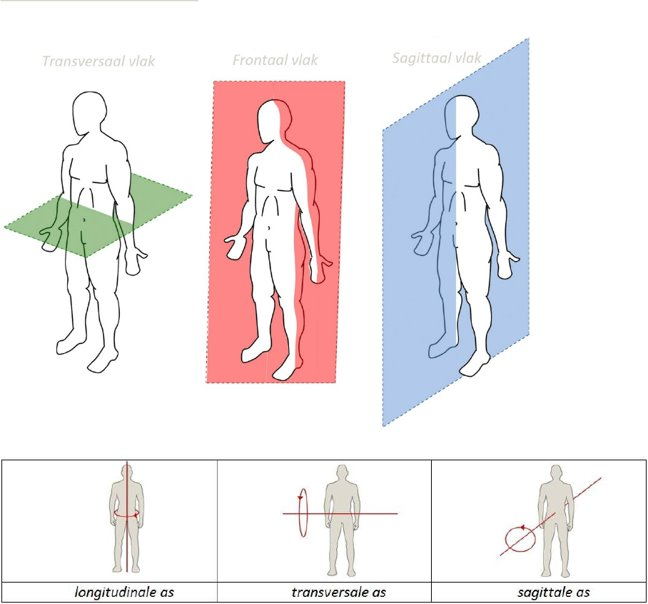 Transversaal vlak
Frontaal vlak
Sagittaal vlak
longitudinale as
transversale as
sagittale as